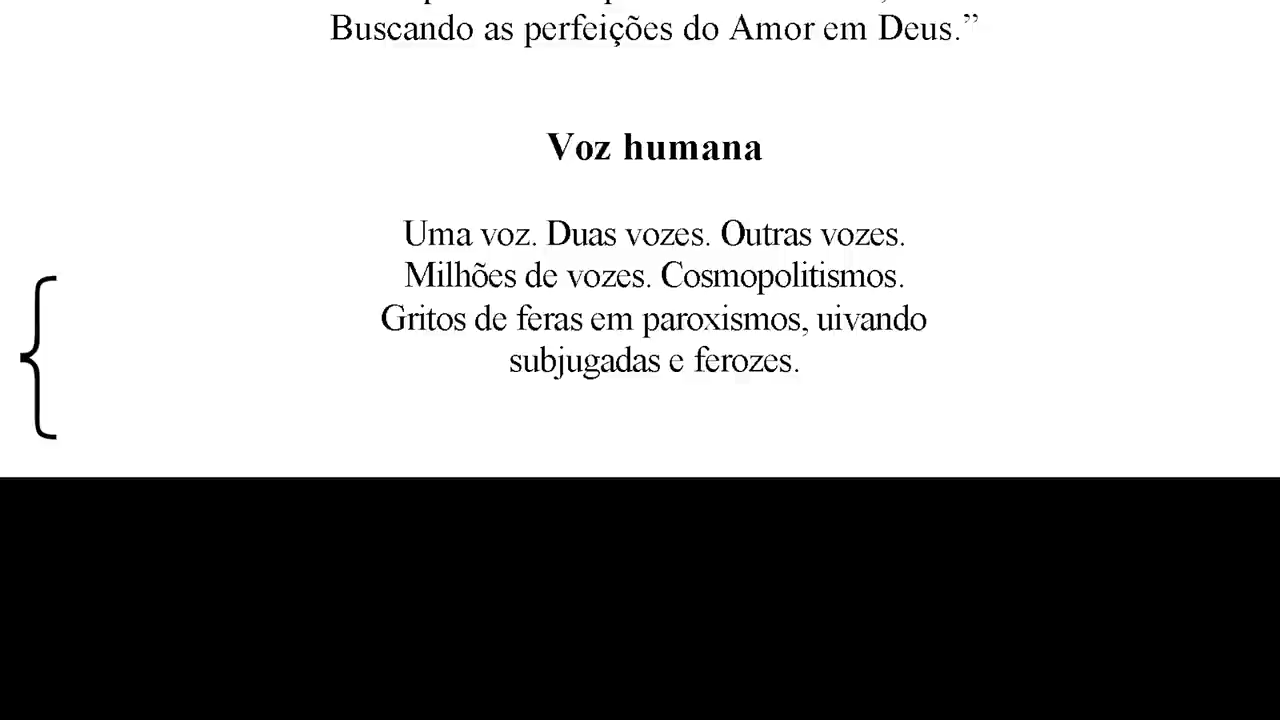 Buscando as perfeições do Amor em Deus.”
Voz humana
Uma voz. Duas vozes. Outras vozes.
Milhões de vozes. Cosmopolitismos.
Gritos de feras em paroxismos, uivando
subjugadas e ferozes.